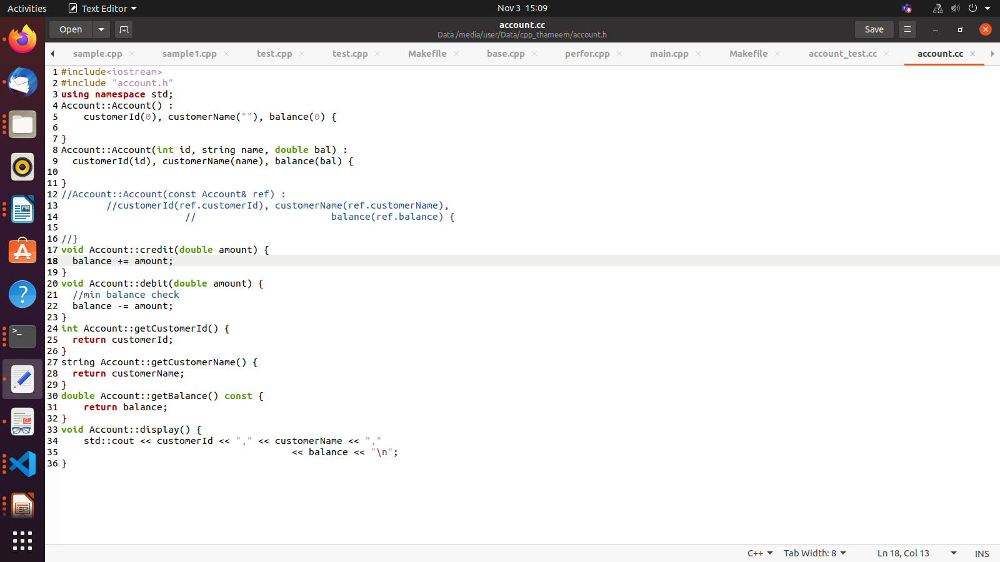 Activities Text Editor Nov 3 15:09
Open account.cc Save
Data /media/user/Data/cpp_thameem/account.h
sample.cpp sample1.cpp test.cpp test.cpp Makefile base.cpp perfor.cpp main.cpp Makefile account_test.cc account.cc
1 #include<iostream>
2 #include "account.h"
3 using namespace std;
4 Account::Account() :
5     customerId(0), customerName(""), balance(0) {
6
7 }
8 Account::Account(int id, string name, double bal) :
9   customerId(id), customerName(name), balance(bal) {
10
11 }
12 //Account::Account(const Account& ref) :
13         //customerId(ref.customerId), customerName(ref.customerName),
14                       //                        balance(ref.balance) {
15
16 //}
17 void Account::credit(double amount) {
18   balance += amount;
19 }
20 void Account::debit(double amount) {
21   //min balance check
22   balance -= amount;
23 }
24 int Account::getCustomerId() {
25   return customerId;
26 }
27 string Account::getCustomerName() {
28   return customerName;
29 }
30 double Account::getBalance() const {
31     return balance;
32 }
33 void Account::display() {
34     std::cout << customerId << "," << customerName << ","
35                                          << balance << "\n";
36 }
C++ Tab Width: 8 Ln 18, Col 13 INS